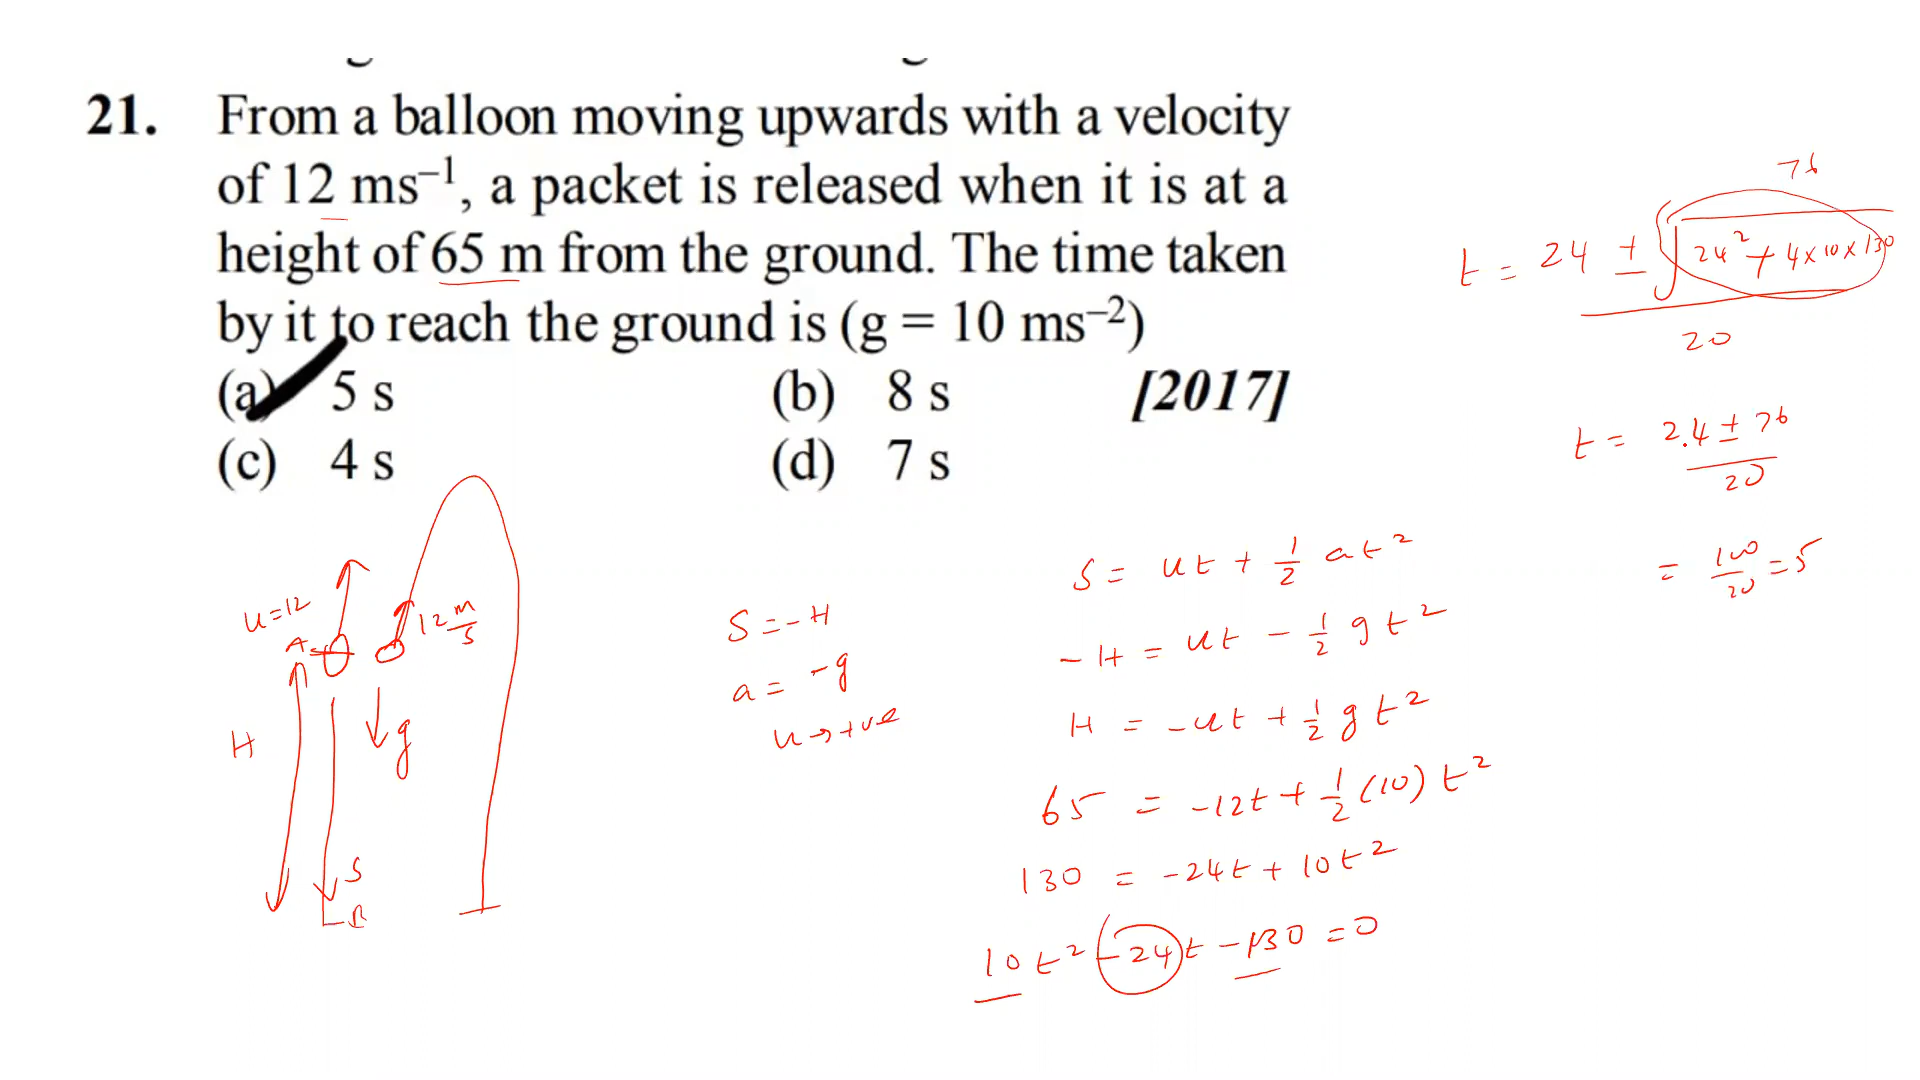 21. From a balloon moving upwards with a velocity
of 12 ms⁻¹, a packet is released when it is at a
height of 65 m from the ground. The time taken
by it to reach the ground is (g = 10 ms⁻²)
(a) 5 s (b) 8 s [2017]
(c) 4 s (d) 7 s
u=12
A
12 m/s
H
g
S
B
S = -H
a = -g
u → +ve
S = ut + 1/2 at²
-H = ut - 1/2 gt²
H = -ut + 1/2 gt²
65 = -12t + 1/2 (10) t²
130 = -24t + 10t²
10t² - 24t - 130 = 0
76
t = 24 ± √24² + 4×10×130
20
t = 2.4 ± 76
20
= 100/20 = 5